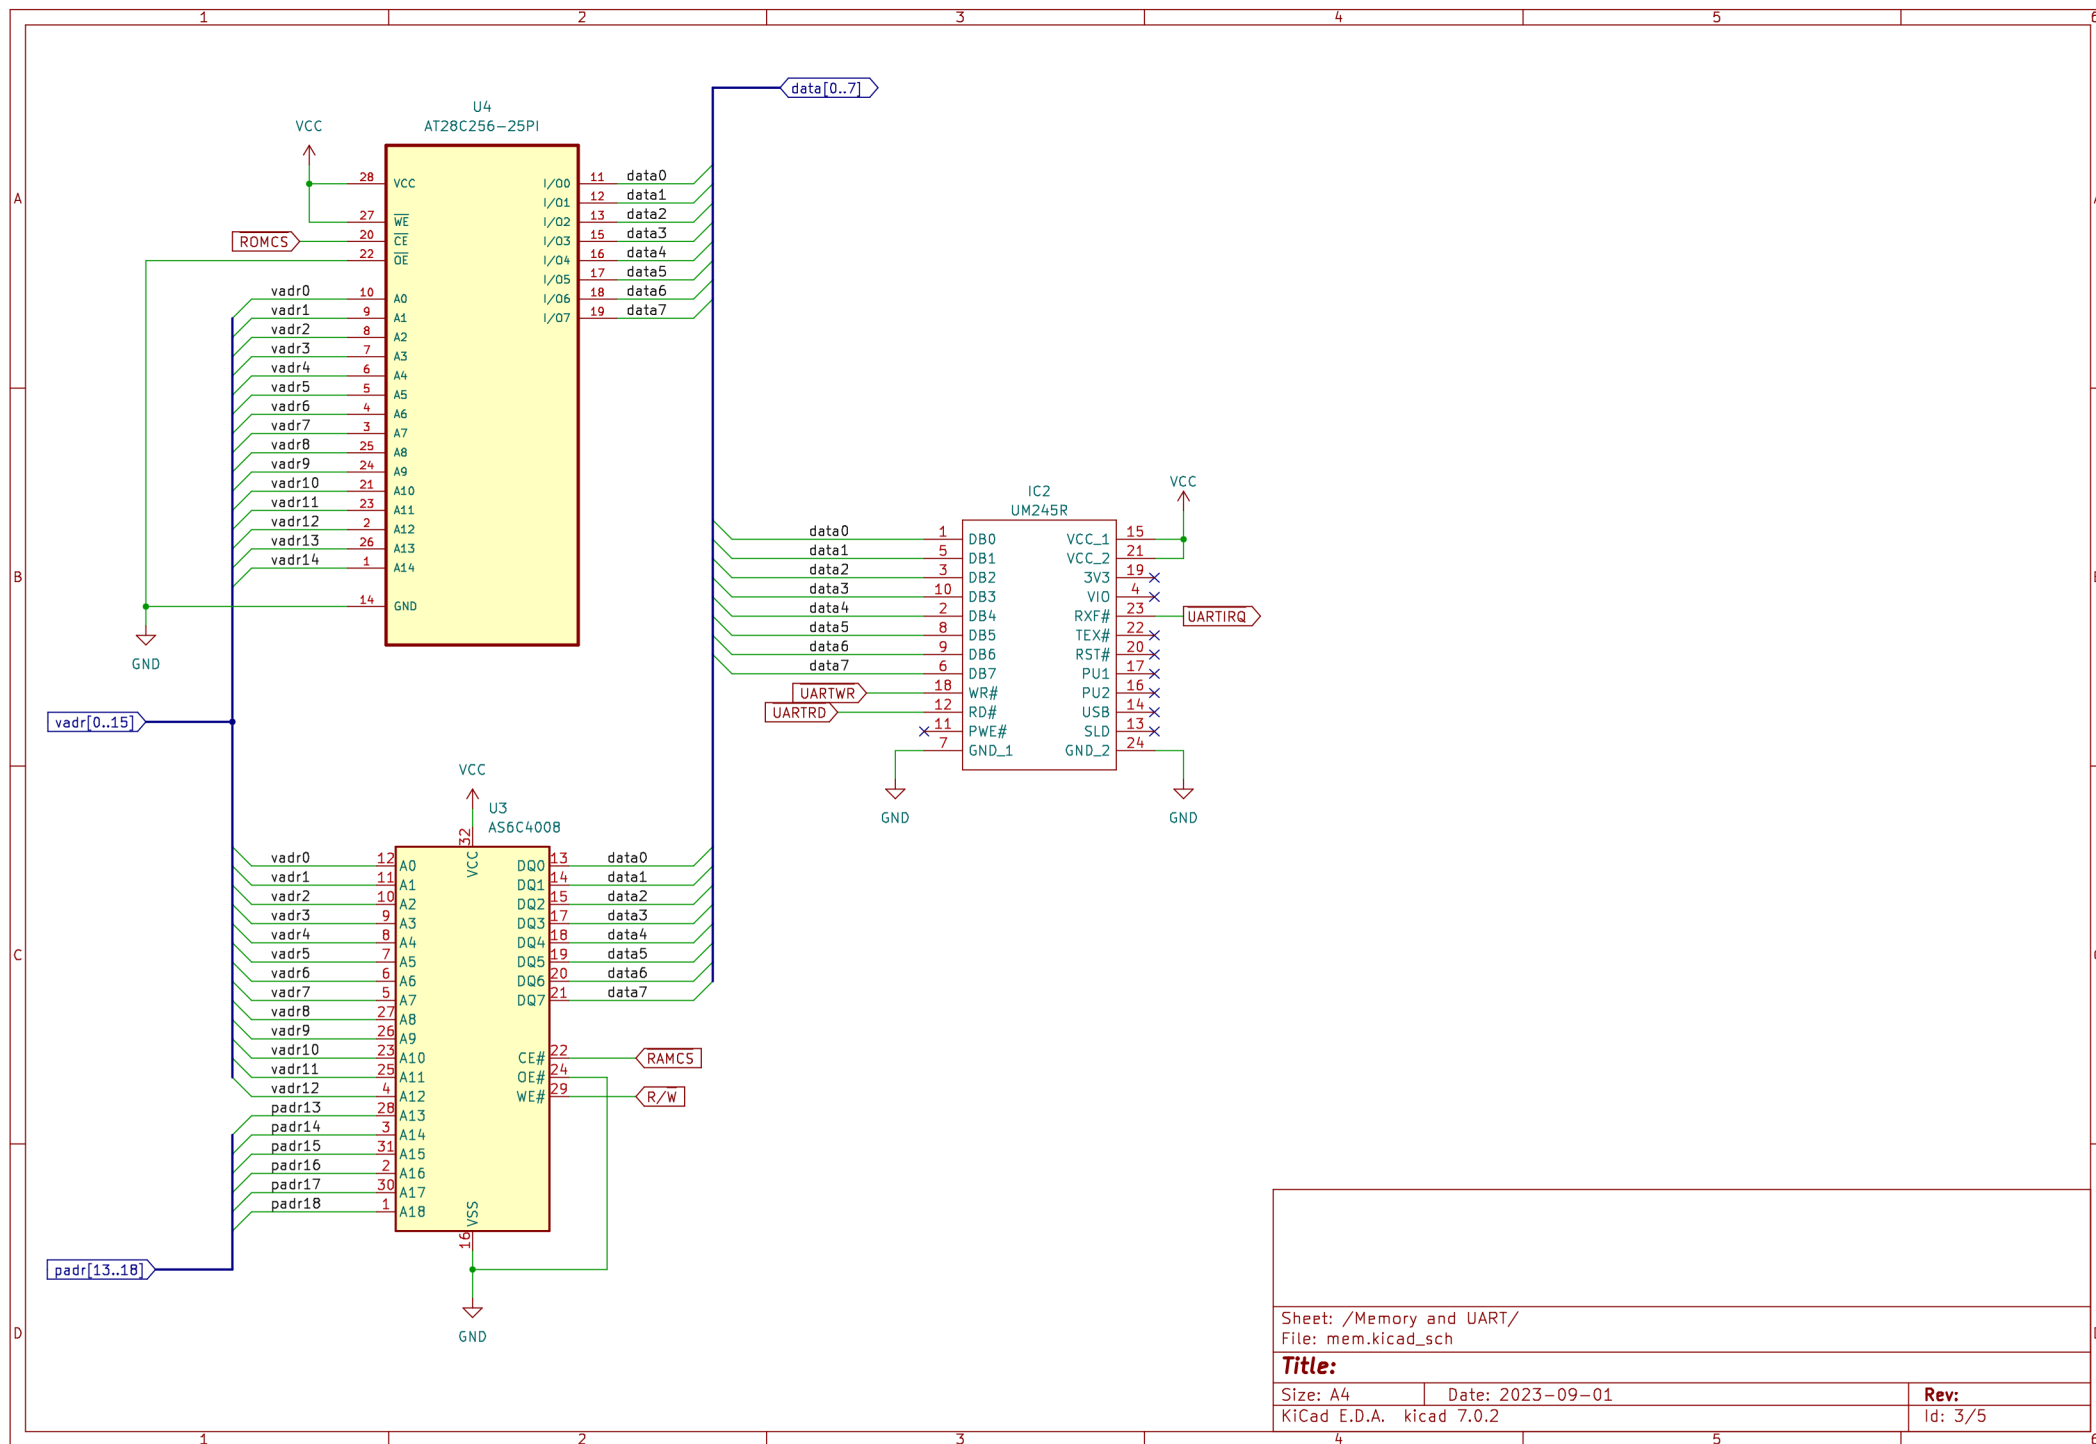 1 2 3 4 5 6
data[0..7]
U4
AT28C256-25PI
VCC
28 VCC I/O0 11 data0
I/O1 12 data1
27 WE I/O2 13 data2
ROMCS 20 CE I/O3 15 data3
22 OE I/O4 16 data4
I/O5 17 data5
vadr0 10 A0 I/O6 18 data6
vadr1 9 A1 I/O7 19 data7
vadr2 8 A2
vadr3 7 A3
vadr4 6 A4
vadr5 5 A5
vadr6 4 A6
vadr7 3 A7
vadr8 25 A8
vadr9 24 A9
vadr10 21 A10
vadr11 23 A11
vadr12 2 A12
vadr13 26 A13
vadr14 1 A14
14 GND
GND
A
B
C
D
vadr[0..15]
VCC
IC2
UM245R
data0 1 DB0 VCC_1 15
data1 5 DB1 VCC_2 21
data2 3 DB2 3V3 19
data3 10 DB3 VIO 4
data4 2 DB4 RXF# 23 UARTIRQ
data5 8 DB5 TEX# 22
data6 9 DB6 RST# 20
data7 6 DB7 PU1 17
UARTWR 18 WR# PU2 16
UARTRD 12 RD# USB 14
11 PWE# SLD 13
7 GND_1 GND_2 24
GND GND
VCC
U3
AS6C4008
32
VCC
vadr0 12 A0 DQ0 13 data0
vadr1 11 A1 DQ1 14 data1
vadr2 10 A2 DQ2 15 data2
vadr3 9 A3 DQ3 17 data3
vadr4 8 A4 DQ4 18 data4
vadr5 7 A5 DQ5 19 data5
vadr6 6 A6 DQ6 20 data6
vadr7 5 A7 DQ7 21 data7
vadr8 27 A8
vadr9 26 A9
vadr10 23 A10 CE# 22 RAMCS
vadr11 25 A11 OE# 24
vadr12 4 A12 WE# 29 R/W
padr13 28 A13
padr14 3 A14
padr15 31 A15
padr16 2 A16
padr17 30 A17
padr18 1 A18
VSS
16
padr[13..18]
GND
Sheet: /Memory and UART/
File: mem.kicad_sch
Title:
Size: A4 Date: 2023-09-01 Rev:
KiCad E.D.A. kicad 7.0.2 Id: 3/5
1 2 3 4 5 6